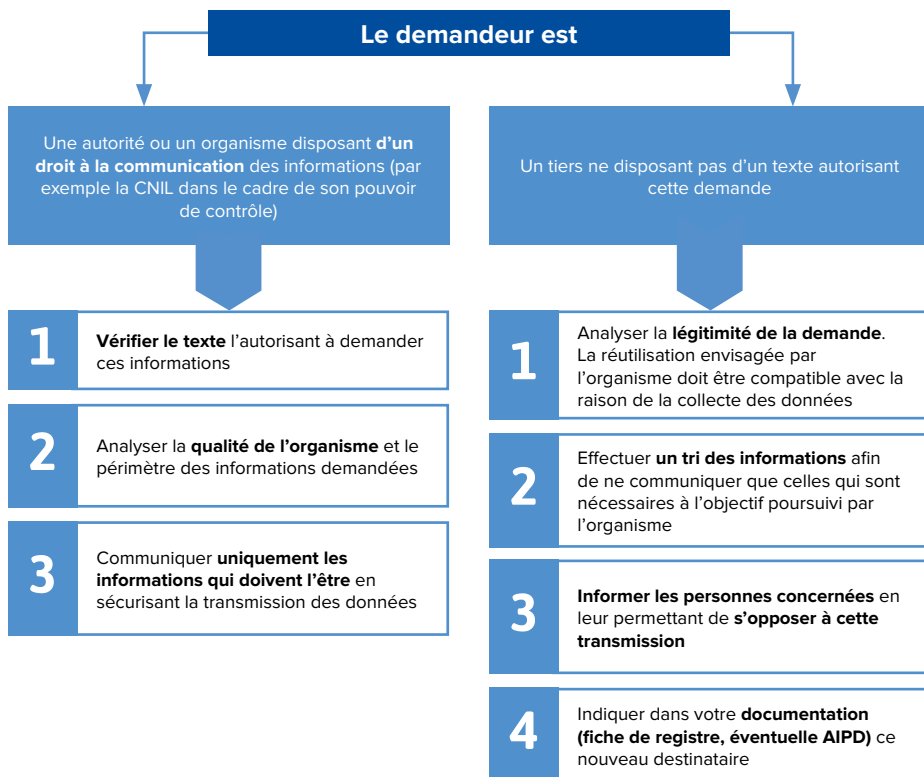 Le demandeur est
Une autorité ou un organisme disposant d'un
droit à la communication des informations (par
exemple la CNIL dans le cadre de son pouvoir
de contrôle)
1
Vérifier le texte l'autorisant à demander
ces informations
2
Analyser la qualité de l'organisme et le
périmètre des informations demandées
3
Communiquer uniquement les
informations qui doivent l'être en
sécurisant la transmission des données
Un tiers ne disposant pas d'un texte autorisant
cette demande
1
Analyser la légitimité de la demande.
La réutilisation envisagée par
l'organisme doit être compatible avec la
raison de la collecte des données
2
Effectuer un tri des informations afin
de ne communiquer que celles qui sont
nécessaires à l'objectif poursuivi par
l'organisme
3
Informer les personnes concernées en
leur permettant de s'opposer à cette
transmission
4
Indiquer dans votre documentation
(fiche de registre, éventuelle AIPD) ce
nouveau destinataire